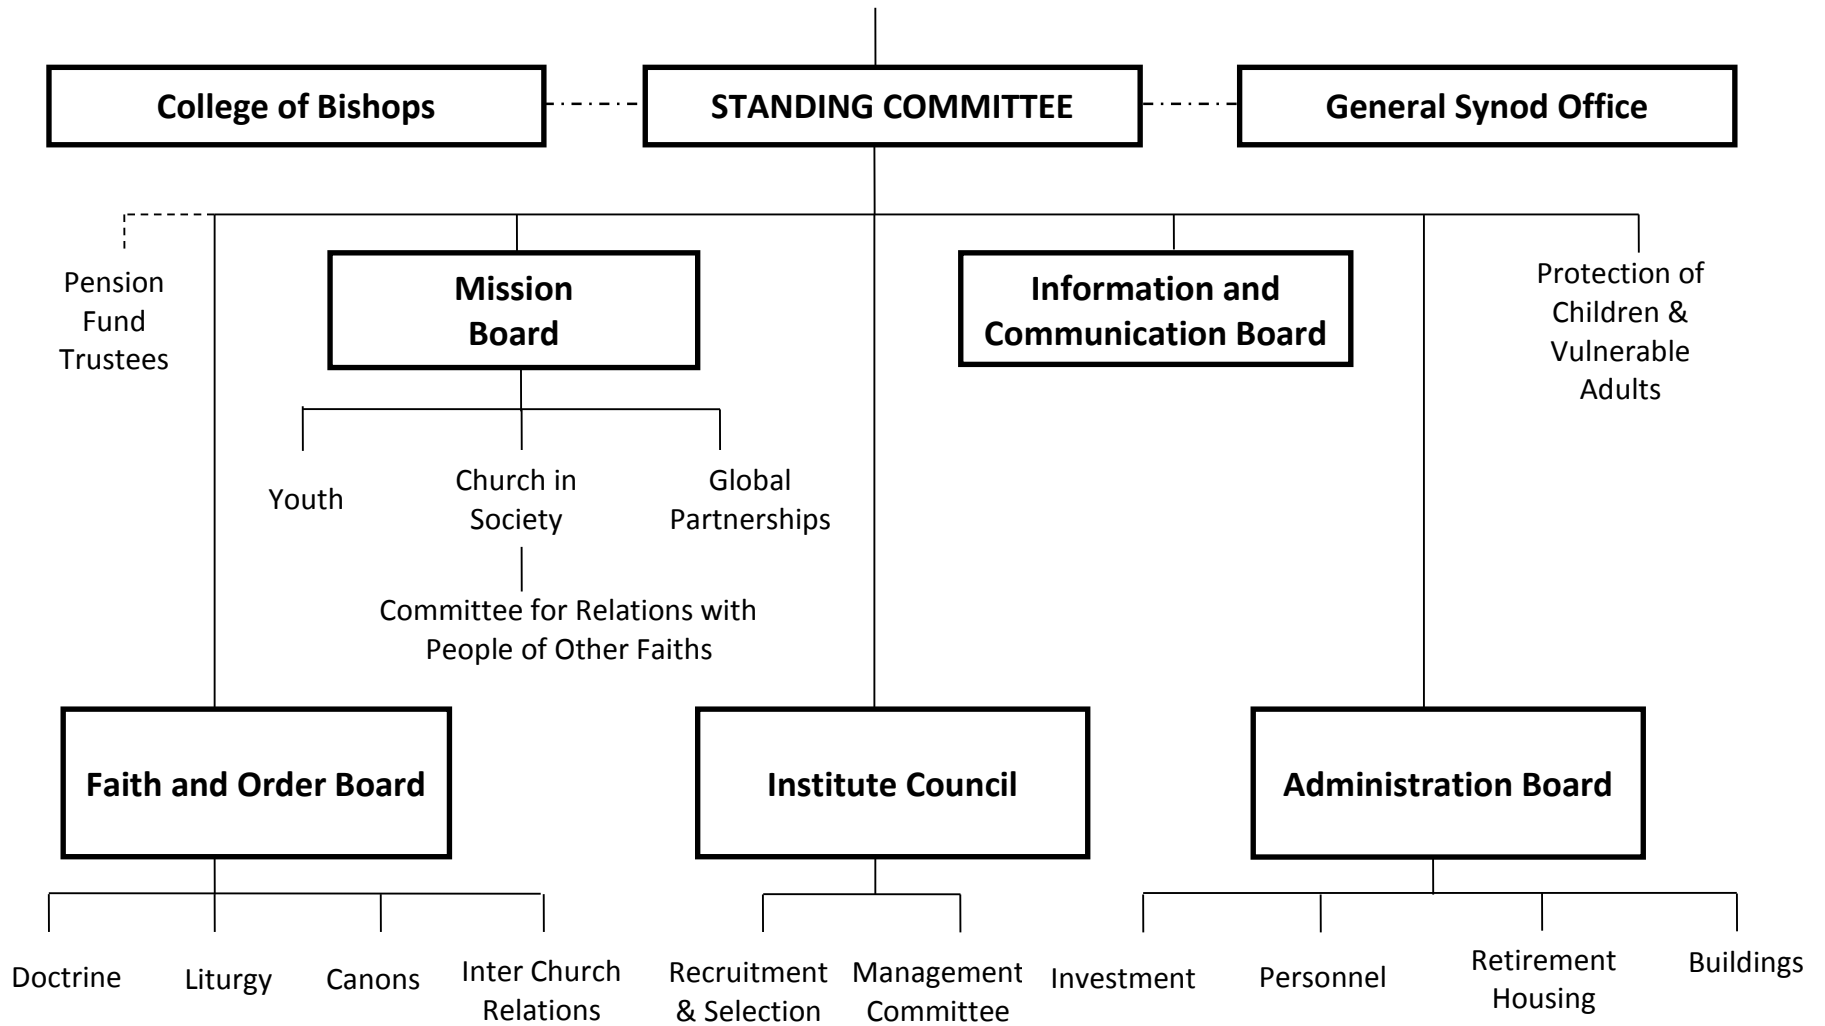 College of Bishops
STANDING COMMITTEE
General Synod Office
Pension
Fund
Trustees
Mission
Board
Information and
Communication Board
Protection of
Children &
Vulnerable
Adults
Youth
Church in
Society
Global
Partnerships
Committee for Relations with
People of Other Faiths
Faith and Order Board
Institute Council
Administration Board
Doctrine
Liturgy
Canons
Inter Church
Relations
Recruitment
& Selection
Management
Committee
Investment
Personnel
Retirement
Housing
Buildings